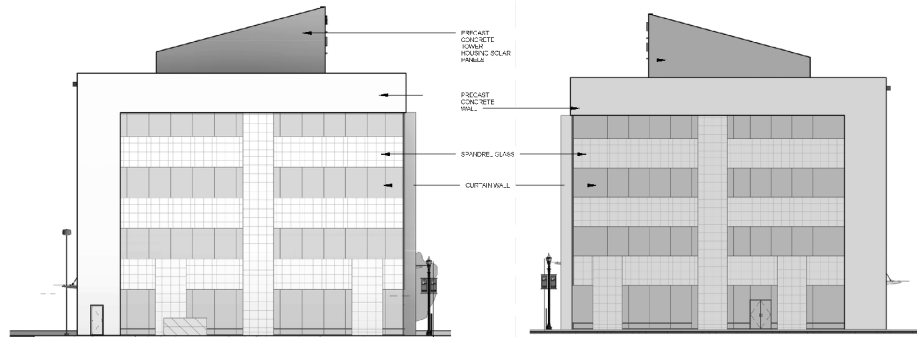 PRECAST
CONCRETE
TOWER
HOUSING SOLAR
PANELS
PRECAST
CONCRETE
WALL
SPANDREL GLASS
CURTAIN WALL